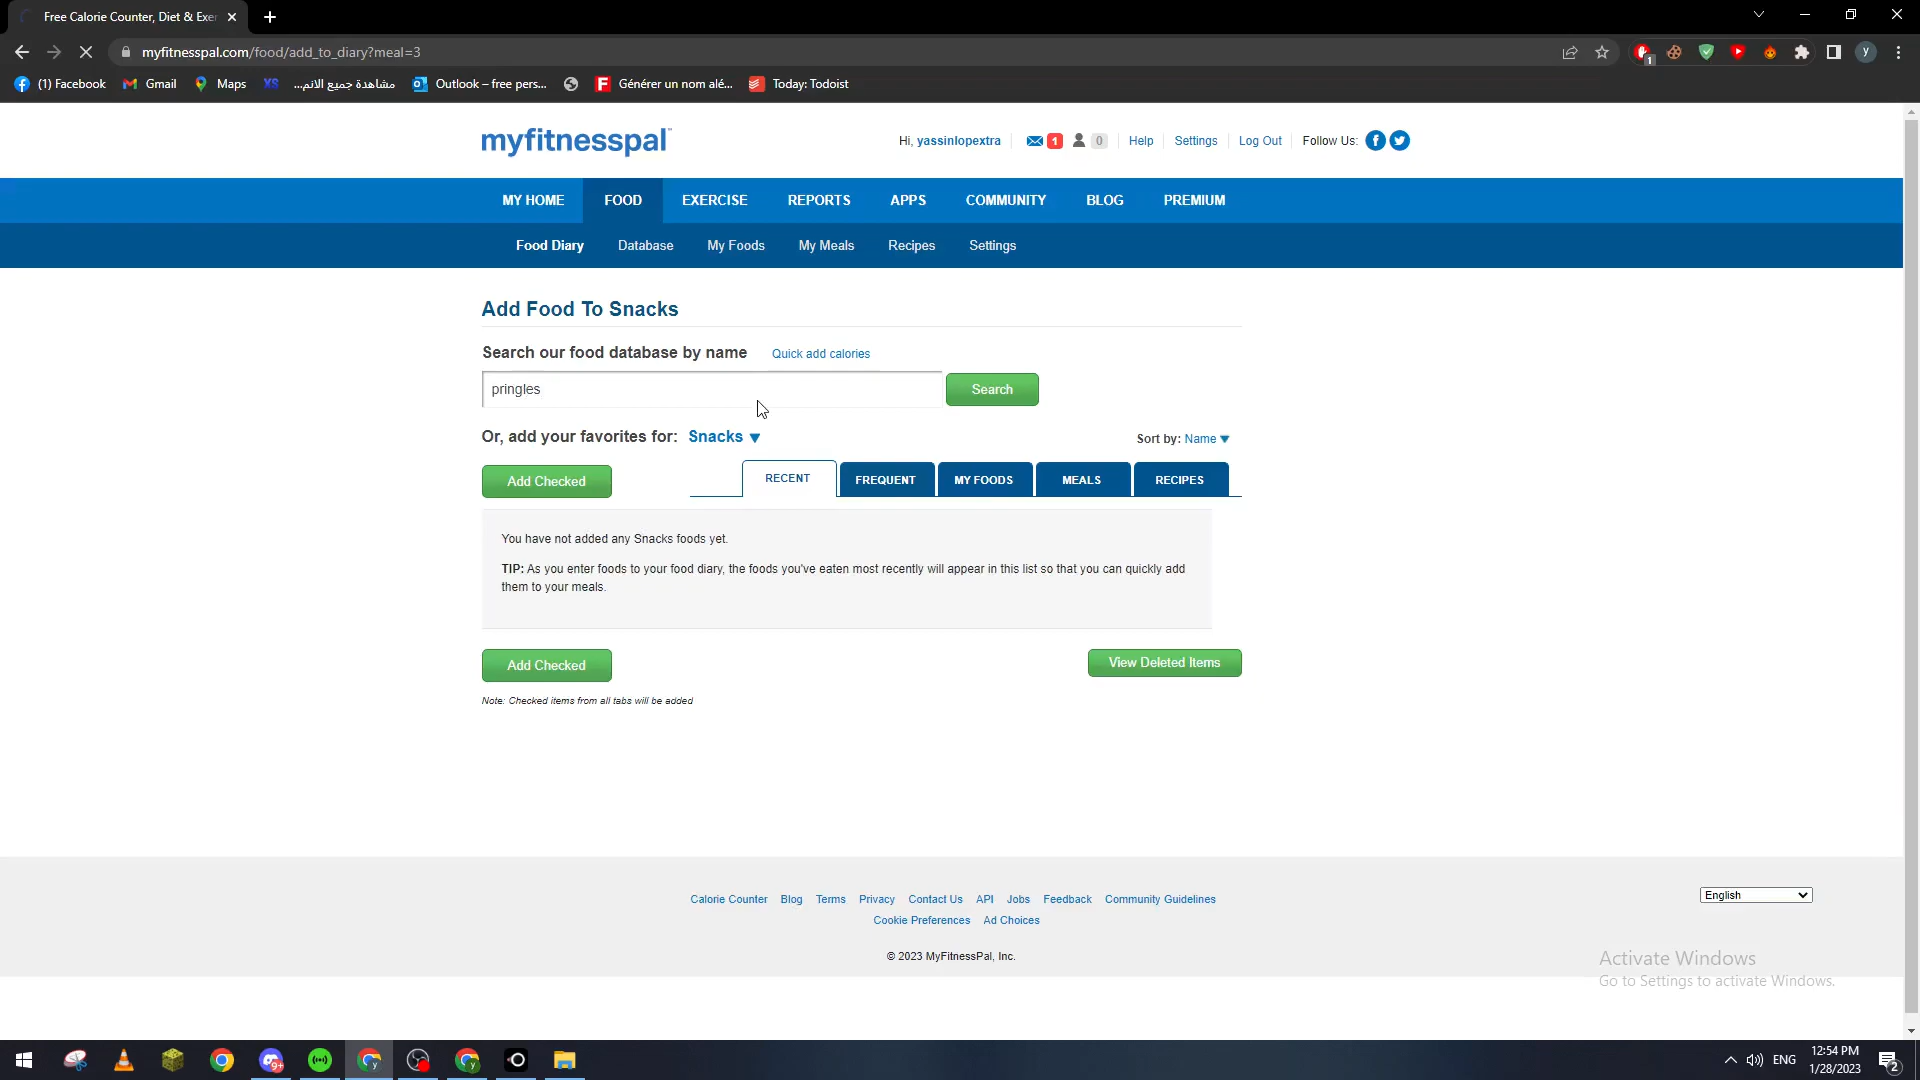 Free Calorie Counter, Diet & Exer
myfitnesspal.com/food/add_to_diary?meal=3
1
y
(1) Facebook
Gmail
Maps
XS
مشاهدة جميع الانم...
Outlook – free pers...
Générer un nom alé...
Today: Todoist
myfitnesspal
Hi, yassinlopextra
1
0
Help
Settings
Log Out
Follow Us:
MY HOME
FOOD
EXERCISE
REPORTS
APPS
COMMUNITY
BLOG
PREMIUM
Food Diary
Database
My Foods
My Meals
Recipes
Settings
Add Food To Snacks
Search our food database by name
Quick add calories
pringles
Search
Or, add your favorites for: Snacks
Sort by: Name
Add Checked
RECENT
FREQUENT
MY FOODS
MEALS
RECIPES
You have not added any Snacks foods yet.
TIP: As you enter foods to your food diary, the foods you've eaten most recently will appear in this list so that you can quickly add
them to your meals.
Add Checked
View Deleted Items
Note: Checked items from all tabs will be added
Calorie Counter
Blog
Terms
Privacy
Contact Us
API
Jobs
Feedback
Community Guidelines
Cookie Preferences
Ad Choices
English
© 2023 MyFitnessPal, Inc.
Activate Windows
Go to Settings to activate Windows.
9+
y
y
ENG
12:54 PM
1/28/2023
2